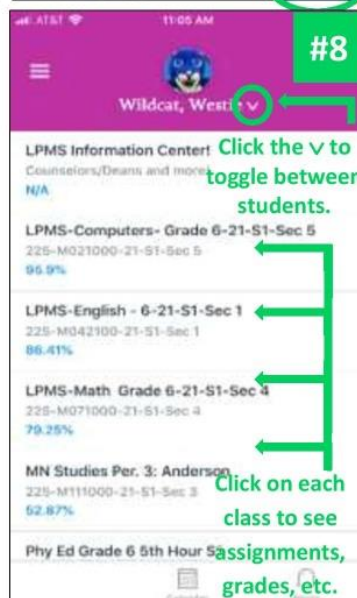 AT&T 11:05 AM
#8
Wildcat, Westie ∨
Click the ∨ to
toggle between
students.
LPMS Information Center!
Counselors/Deans and more!
N/A
LPMS-Computers- Grade 6-21-S1-Sec 5
225-M021000-21-S1-Sec 5
95.9%
LPMS-English - 6-21-S1-Sec 1
225-M042100-21-S1-Sec 1
86.41%
LPMS-Math Grade 6-21-S1-Sec 4
225-M071000-21-S1-Sec 4
79.25%
MN Studies Per. 3: Anderson
225-M111000-21-S1-Sec 3
52.87%
Click on each
class to see
assignments,
grades, etc.
Phy Ed Grade 6 5th Hour
Calendar